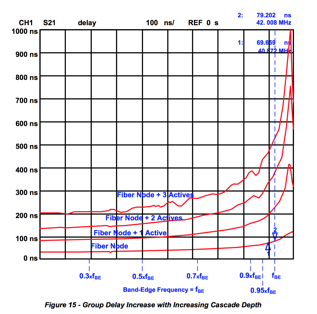 2: 79.202 ns
CH1 S21 delay 100 ns/ REF 0 s 42. 008 MHz
1000 ns
1: 69.659 ns
900 ns
800 ns
700 ns
600 ns
500 ns
400 ns
300 ns
Fiber Node + 3 Actives
200 ns
Fiber Node + 2 Actives
Fiber Node + 1 Active
100 ns
Fiber Node
0 ns
2
1
0.3xfBE 0.5xfBE 0.7xfBE 0.9xfBE fBE
Band-Edge Frequency = fBE 0.95xfBE
Figure 15 - Group Delay Increase with Increasing Cascade Depth